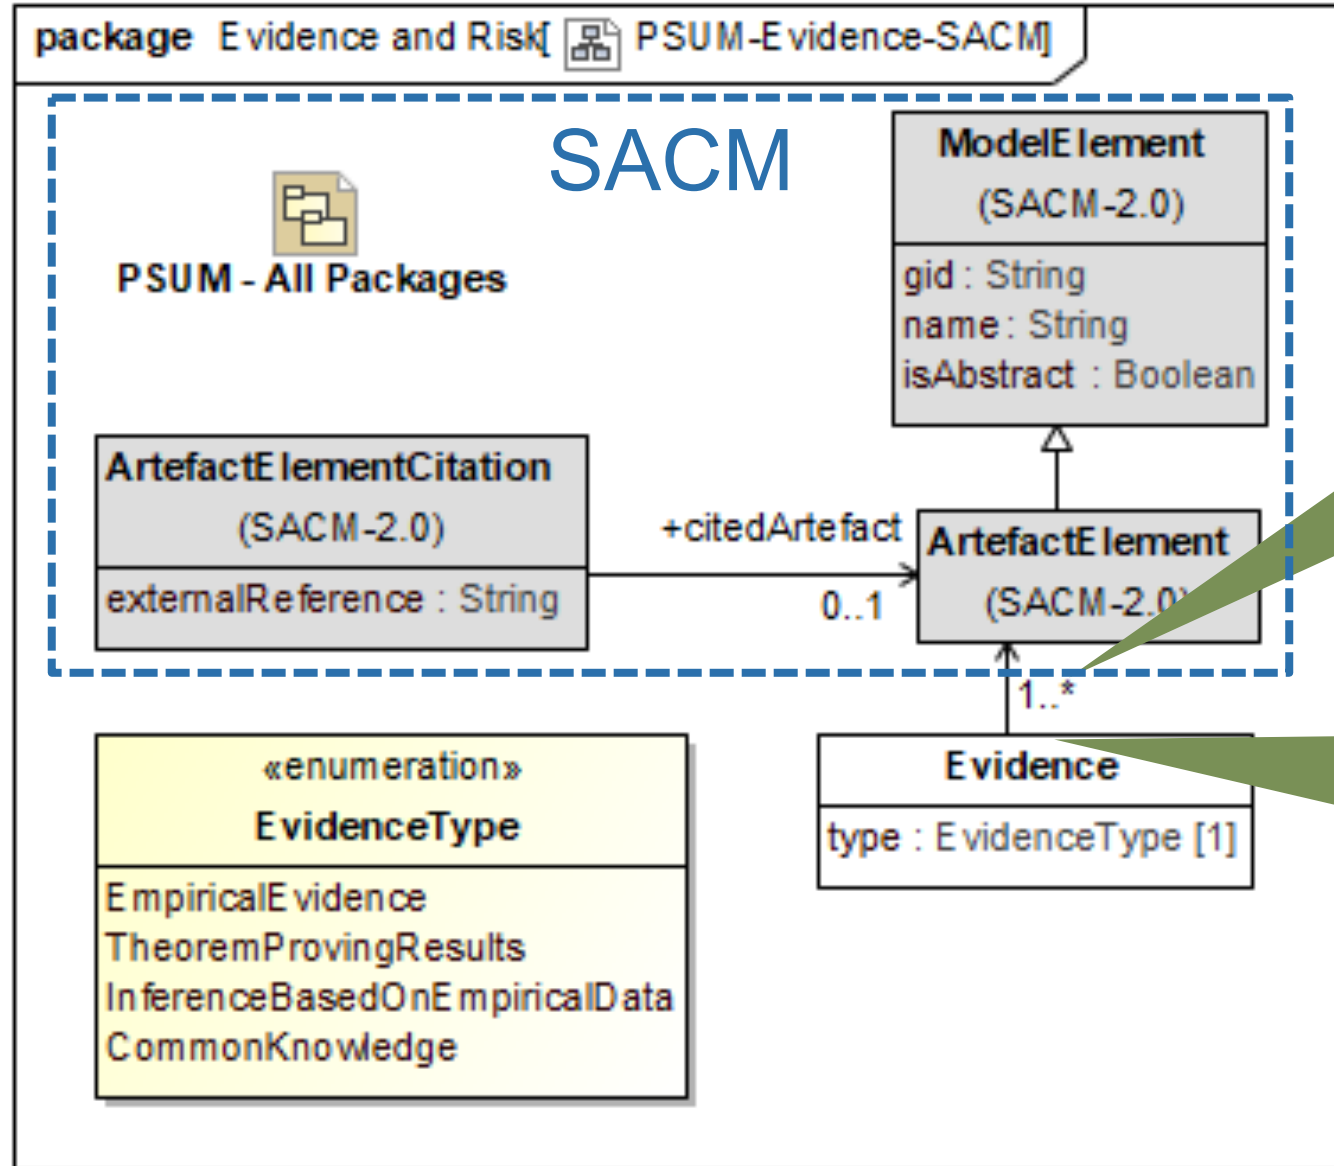 package Evidence and Risk[ PSUM-Evidence-SACM]
SACM
PSUM - All Packages
ModelElement
(SACM-2.0)
gid : String
name : String
isAbstract : Boolean
ArtefactElementCitation
(SACM-2.0)
externalReference : String
+citedArtefact
0..1
ArtefactElement
(SACM-2.0)
1..*
«enumeration»
EvidenceType
EmpiricalEvidence
TheoremProvingResults
InferenceBasedOnEmpiricalData
CommonKnowledge
Evidence
type : EvidenceType [1]